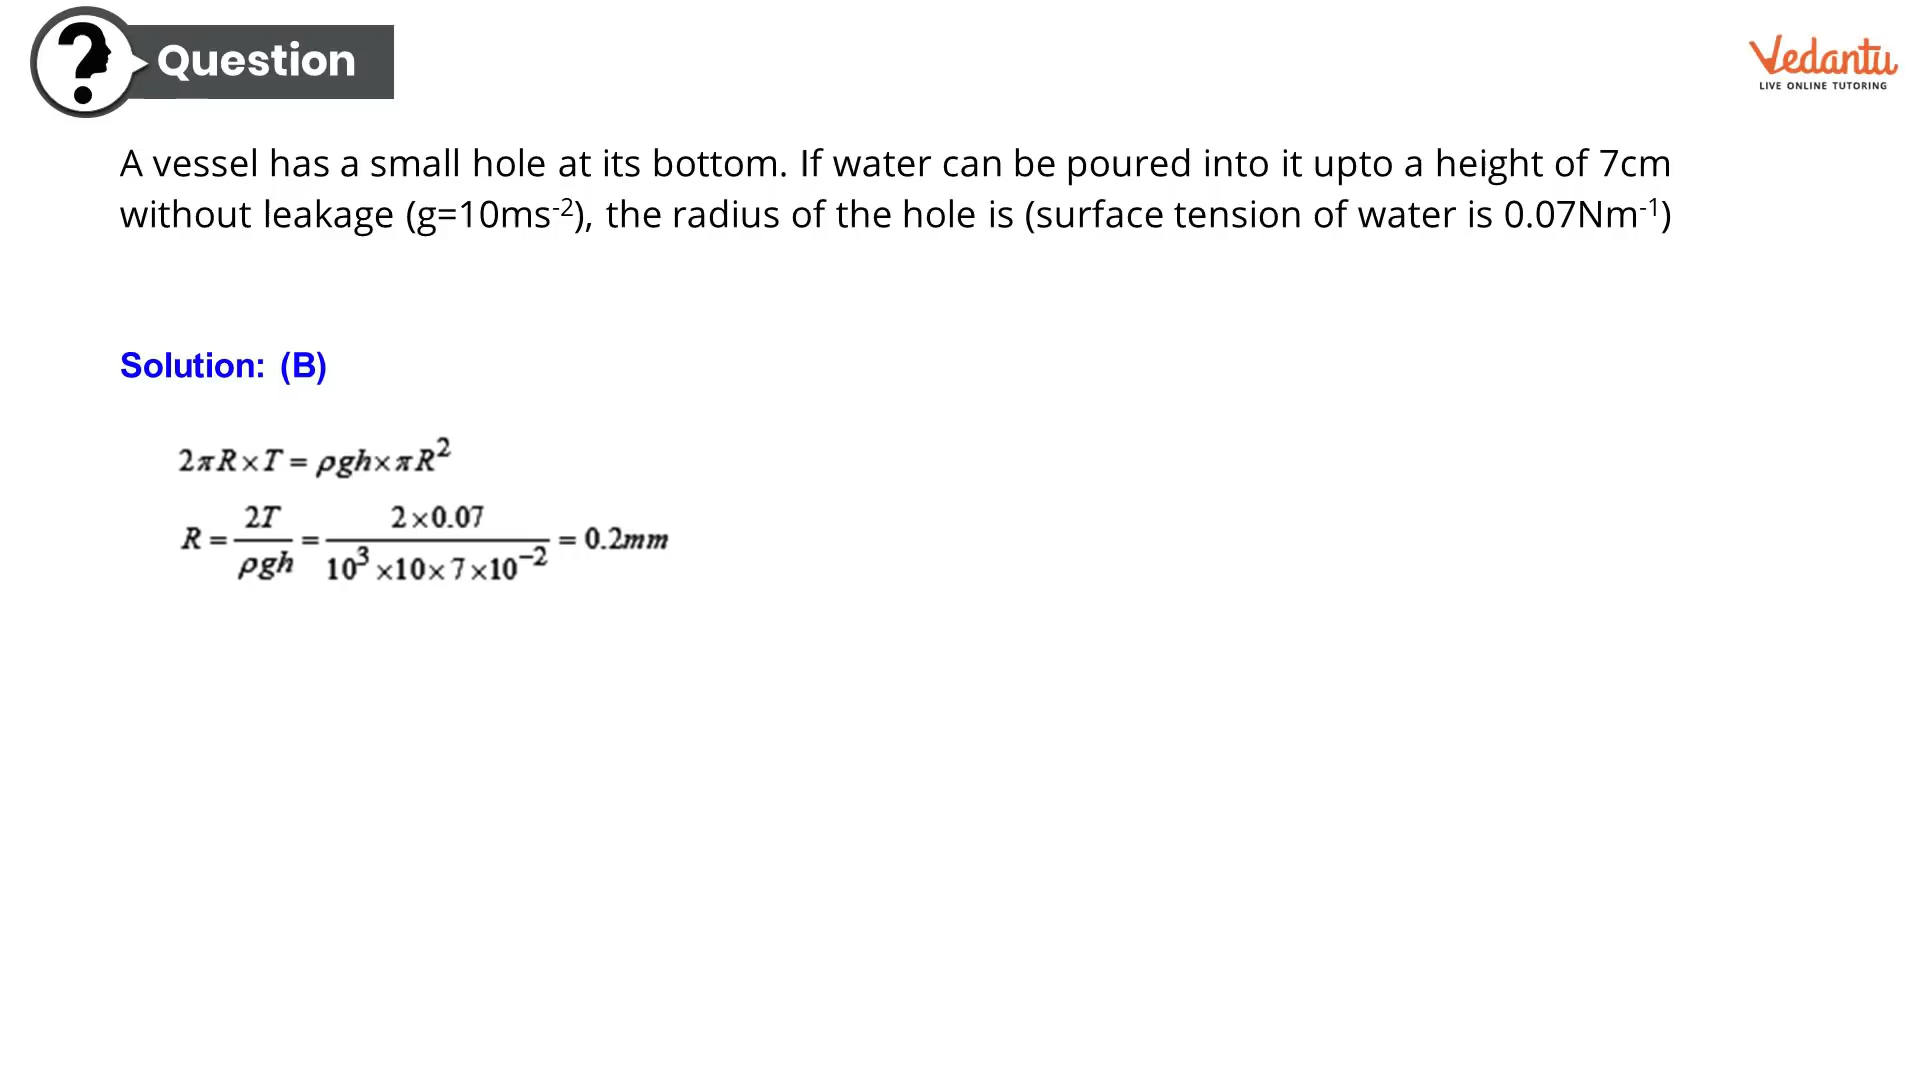 Question
Vedantu
LIVE ONLINE TUTORING
A vessel has a small hole at its bottom. If water can be poured into it upto a height of 7cm
without leakage (g=10ms⁻²), the radius of the hole is (surface tension of water is 0.07Nm⁻¹)
Solution: (B)
2πR×T = ρgh×πR²
R = 2T/ρgh = 2×0.07/10³×10×7×10⁻² = 0.2mm